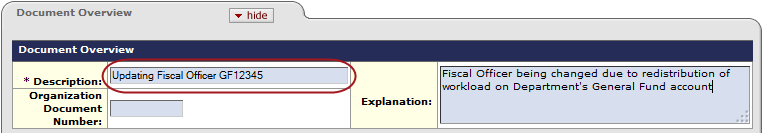 Document Overview
hide
Document Overview
* Description:
Updating Fiscal Officer GF12345
Organization
Document
Number:
Explanation:
Fiscal Officer being changed due to redistribution of
workload on Department's General Fund account